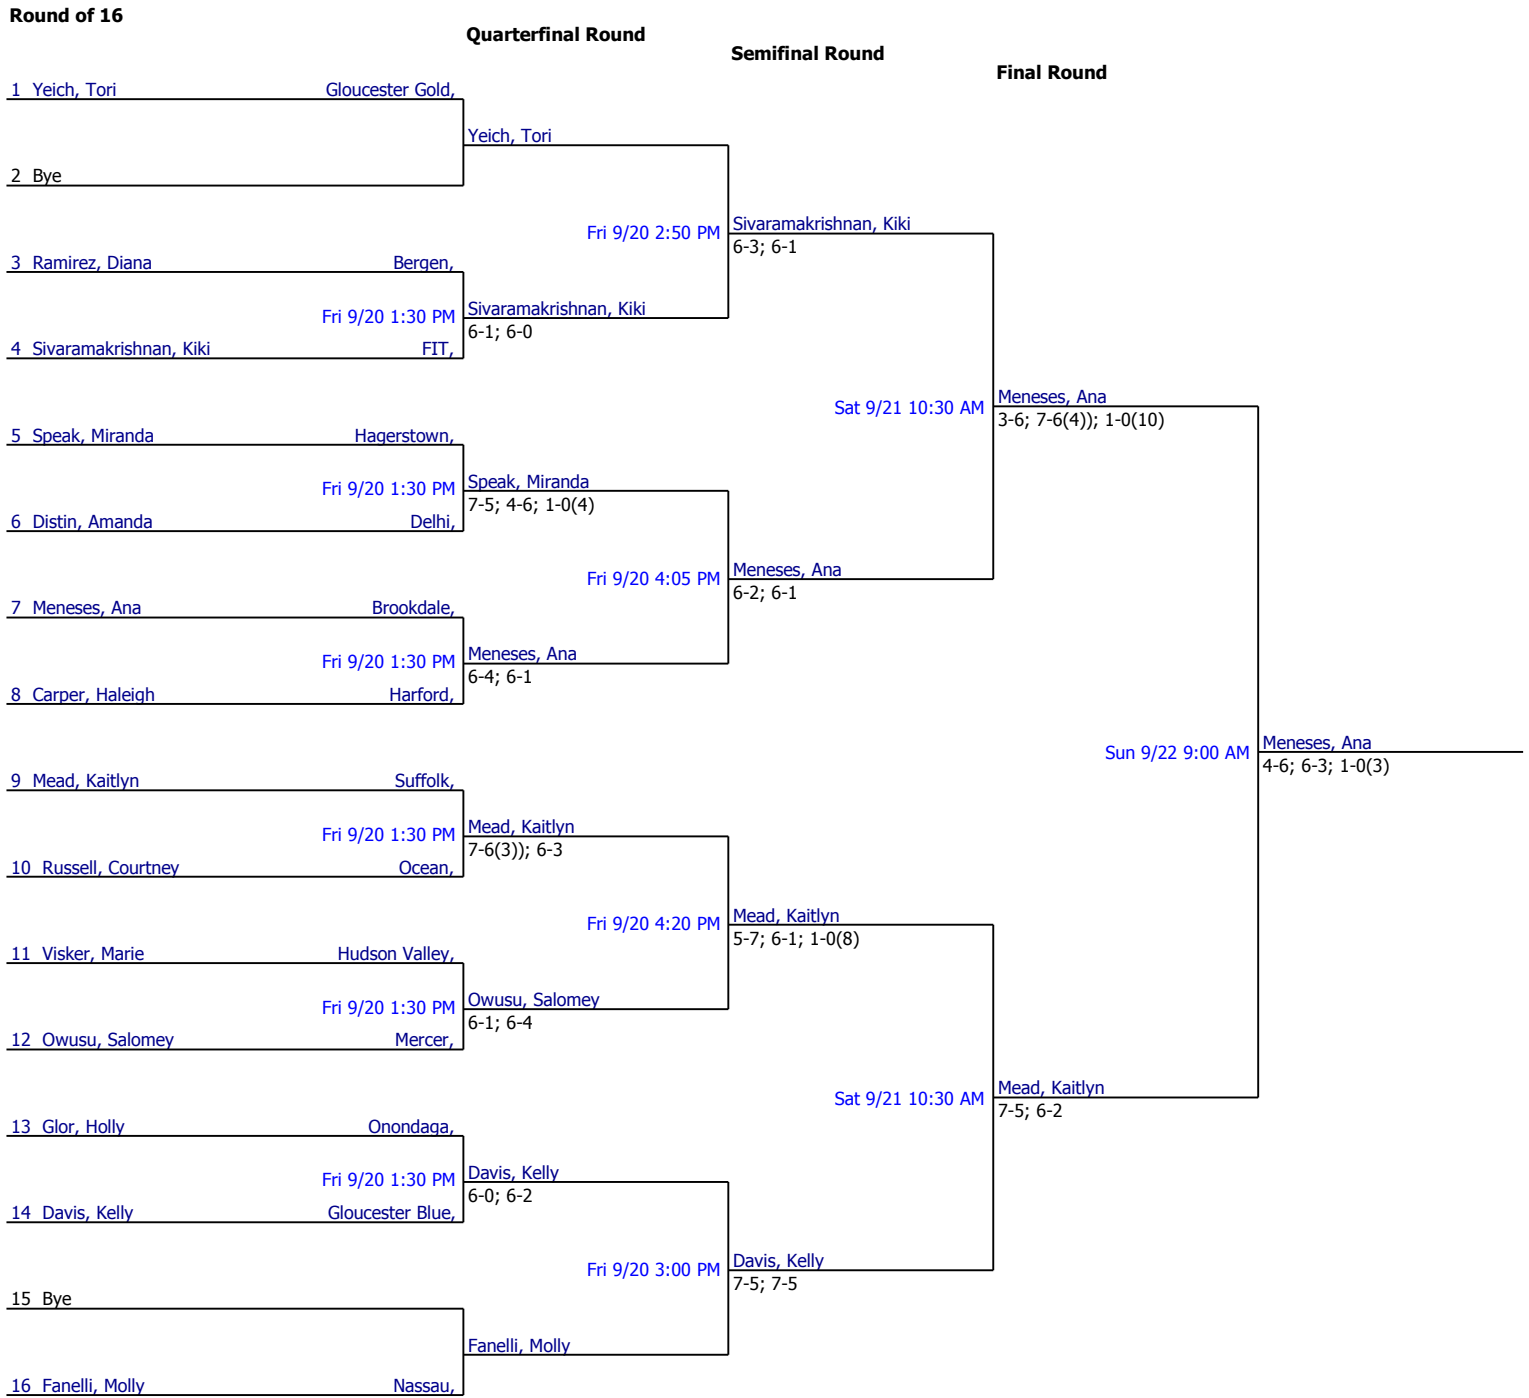 Round of 16
Quarterfinal Round
Semifinal Round
Final Round
1 Yeich, Tori Gloucester Gold,
Yeich, Tori
2 Bye
Fri 9/20 2:50 PM Sivaramakrishnan, Kiki
6-3; 6-1
3 Ramirez, Diana Bergen,
Fri 9/20 1:30 PM Sivaramakrishnan, Kiki
6-1; 6-0
4 Sivaramakrishnan, Kiki FIT,
Sat 9/21 10:30 AM Meneses, Ana
3-6; 7-6(4)); 1-0(10)
5 Speak, Miranda Hagerstown,
Fri 9/20 1:30 PM Speak, Miranda
7-5; 4-6; 1-0(4)
6 Distin, Amanda Delhi,
Fri 9/20 4:05 PM Meneses, Ana
6-2; 6-1
7 Meneses, Ana Brookdale,
Fri 9/20 1:30 PM Meneses, Ana
6-4; 6-1
8 Carper, Haleigh Harford,
Sun 9/22 9:00 AM Meneses, Ana
4-6; 6-3; 1-0(3)
9 Mead, Kaitlyn Suffolk,
Fri 9/20 1:30 PM Mead, Kaitlyn
7-6(3)); 6-3
10 Russell, Courtney Ocean,
Fri 9/20 4:20 PM Mead, Kaitlyn
5-7; 6-1; 1-0(8)
11 Visker, Marie Hudson Valley,
Fri 9/20 1:30 PM Owusu, Salomey
6-1; 6-4
12 Owusu, Salomey Mercer,
Sat 9/21 10:30 AM Mead, Kaitlyn
7-5; 6-2
13 Glor, Holly Onondaga,
Fri 9/20 1:30 PM Davis, Kelly
6-0; 6-2
14 Davis, Kelly Gloucester Blue,
Fri 9/20 3:00 PM Davis, Kelly
7-5; 7-5
15 Bye
Fanelli, Molly
16 Fanelli, Molly Nassau,